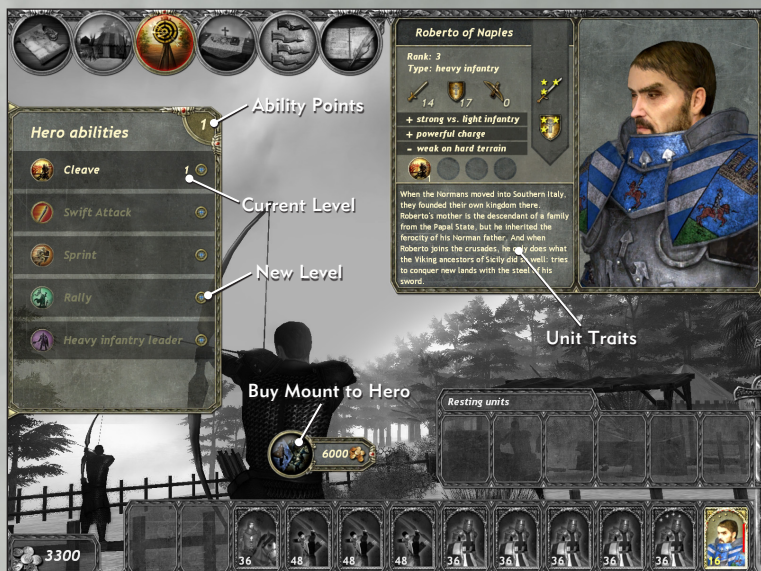 Roberto of Naples
Rank: 3
Type: heavy infantry
14 17 0
+ strong vs. light infantry
+ powerful charge
- weak on hard terrain
1
When the Normans moved into Southern Italy,
they founded their own kingdom there.
Roberto's mother is the descendant of a family
from the Papal State, but he inherited the
ferocity of his Norman father. And when
Roberto joins the crusades, he only does what
the Viking ancestors of Sicily did so well: tries
to conquer new lands with the steel of his
sword.
Unit Traits
Ability Points
Hero abilities 1
Cleave 1
Current Level
Swift Attack
Sprint
New Level
Rally
Heavy infantry leader
Buy Mount to Hero
6000
Resting units
3300
36 48 48 48 36 36 36 36 36 16